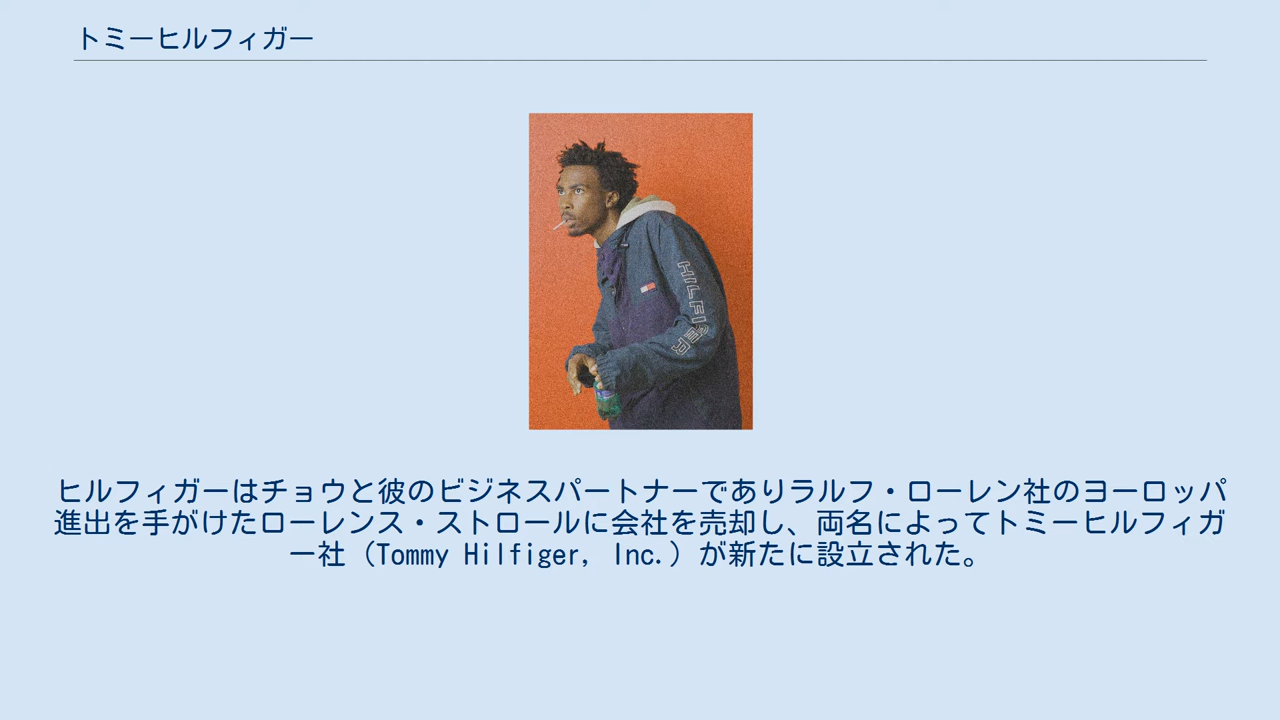 トミーヒルフィガー
HILFIGER
ヒルフィガーはチョウと彼のビジネスパートナーでありラルフ・ローレン社のヨーロッパ
進出を手がけたローレンス・ストロールに会社を売却し、両名によってトミーヒルフィガ
ー社（Tommy Hilfiger, Inc.）が新たに設立された。